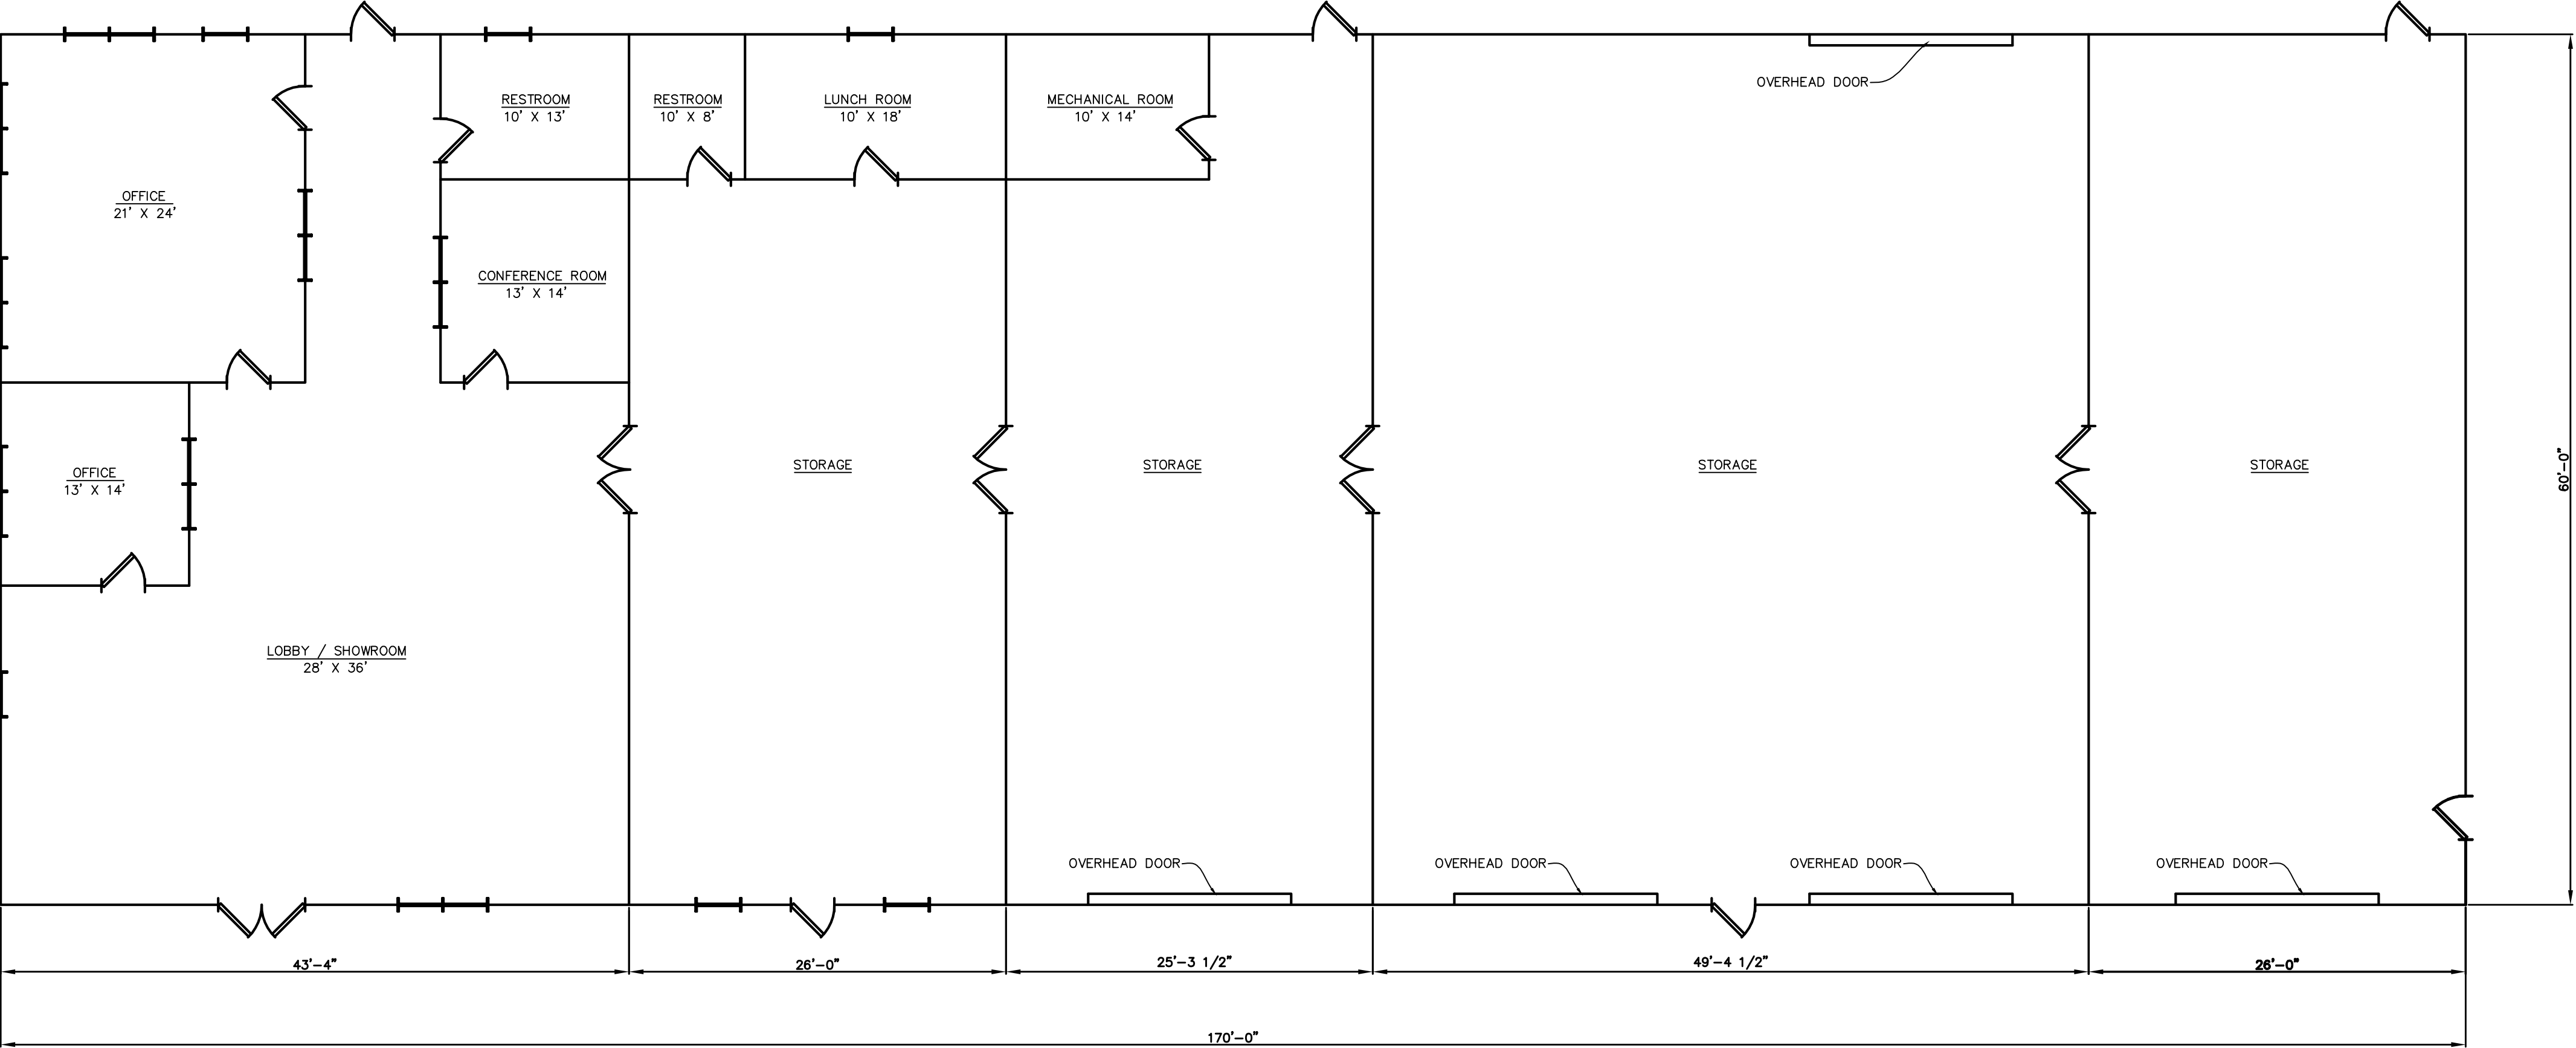 OVERHEAD DOOR
RESTROOM
10' X 13'
RESTROOM
10' X 8'
LUNCH ROOM
10' X 18'
MECHANICAL ROOM
10' X 14'
OFFICE
21' X 24'
CONFERENCE ROOM
13' X 14'
OFFICE
13' X 14'
STORAGE
STORAGE
STORAGE
STORAGE
60'-0"
LOBBY / SHOWROOM
28' X 36'
OVERHEAD DOOR
OVERHEAD DOOR
OVERHEAD DOOR
OVERHEAD DOOR
43'-4"
26'-0"
25'-3 1/2"
49'-4 1/2"
26'-0"
170'-0"